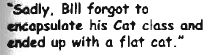 "Sadly, Bill forgot to
encapsulate his Cat class and
ended up with a flat cat."